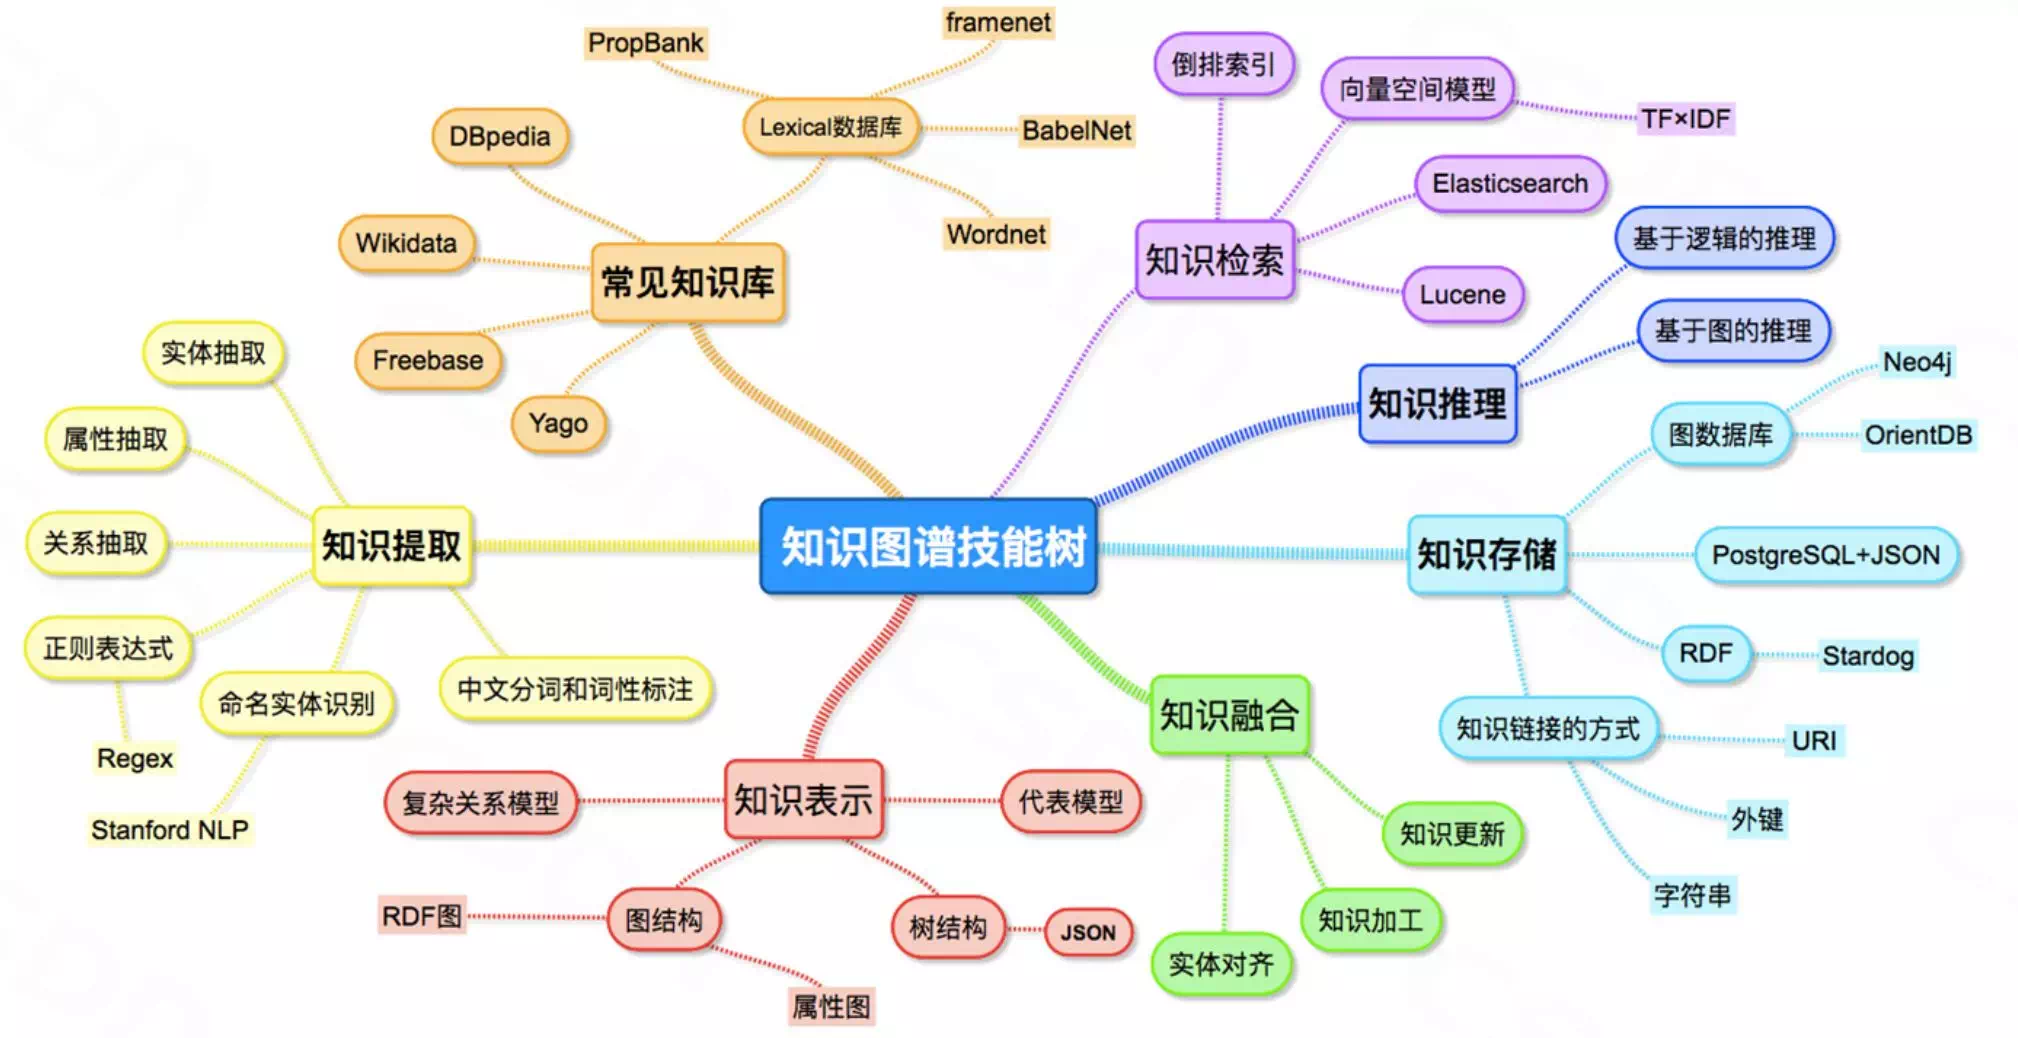 知识图谱技能树
常见知识库
Lexical数据库
PropBank
framenet
BabelNet
Wordnet
DBpedia
Wikidata
Freebase
Yago
知识检索
倒排索引
向量空间模型
TF×IDF
Elasticsearch
Lucene
知识推理
基于逻辑的推理
基于图的推理
知识存储
图数据库
Neo4j
OrientDB
PostgreSQL+JSON
RDF
Stardog
知识链接的方式
URI
外键
字符串
知识融合
知识更新
知识加工
实体对齐
知识表示
代表模型
树结构
JSON
图结构
属性图
RDF图
复杂关系模型
知识提取
实体抽取
属性抽取
关系抽取
正则表达式
Regex
命名实体识别
Stanford NLP
中文分词和词性标注